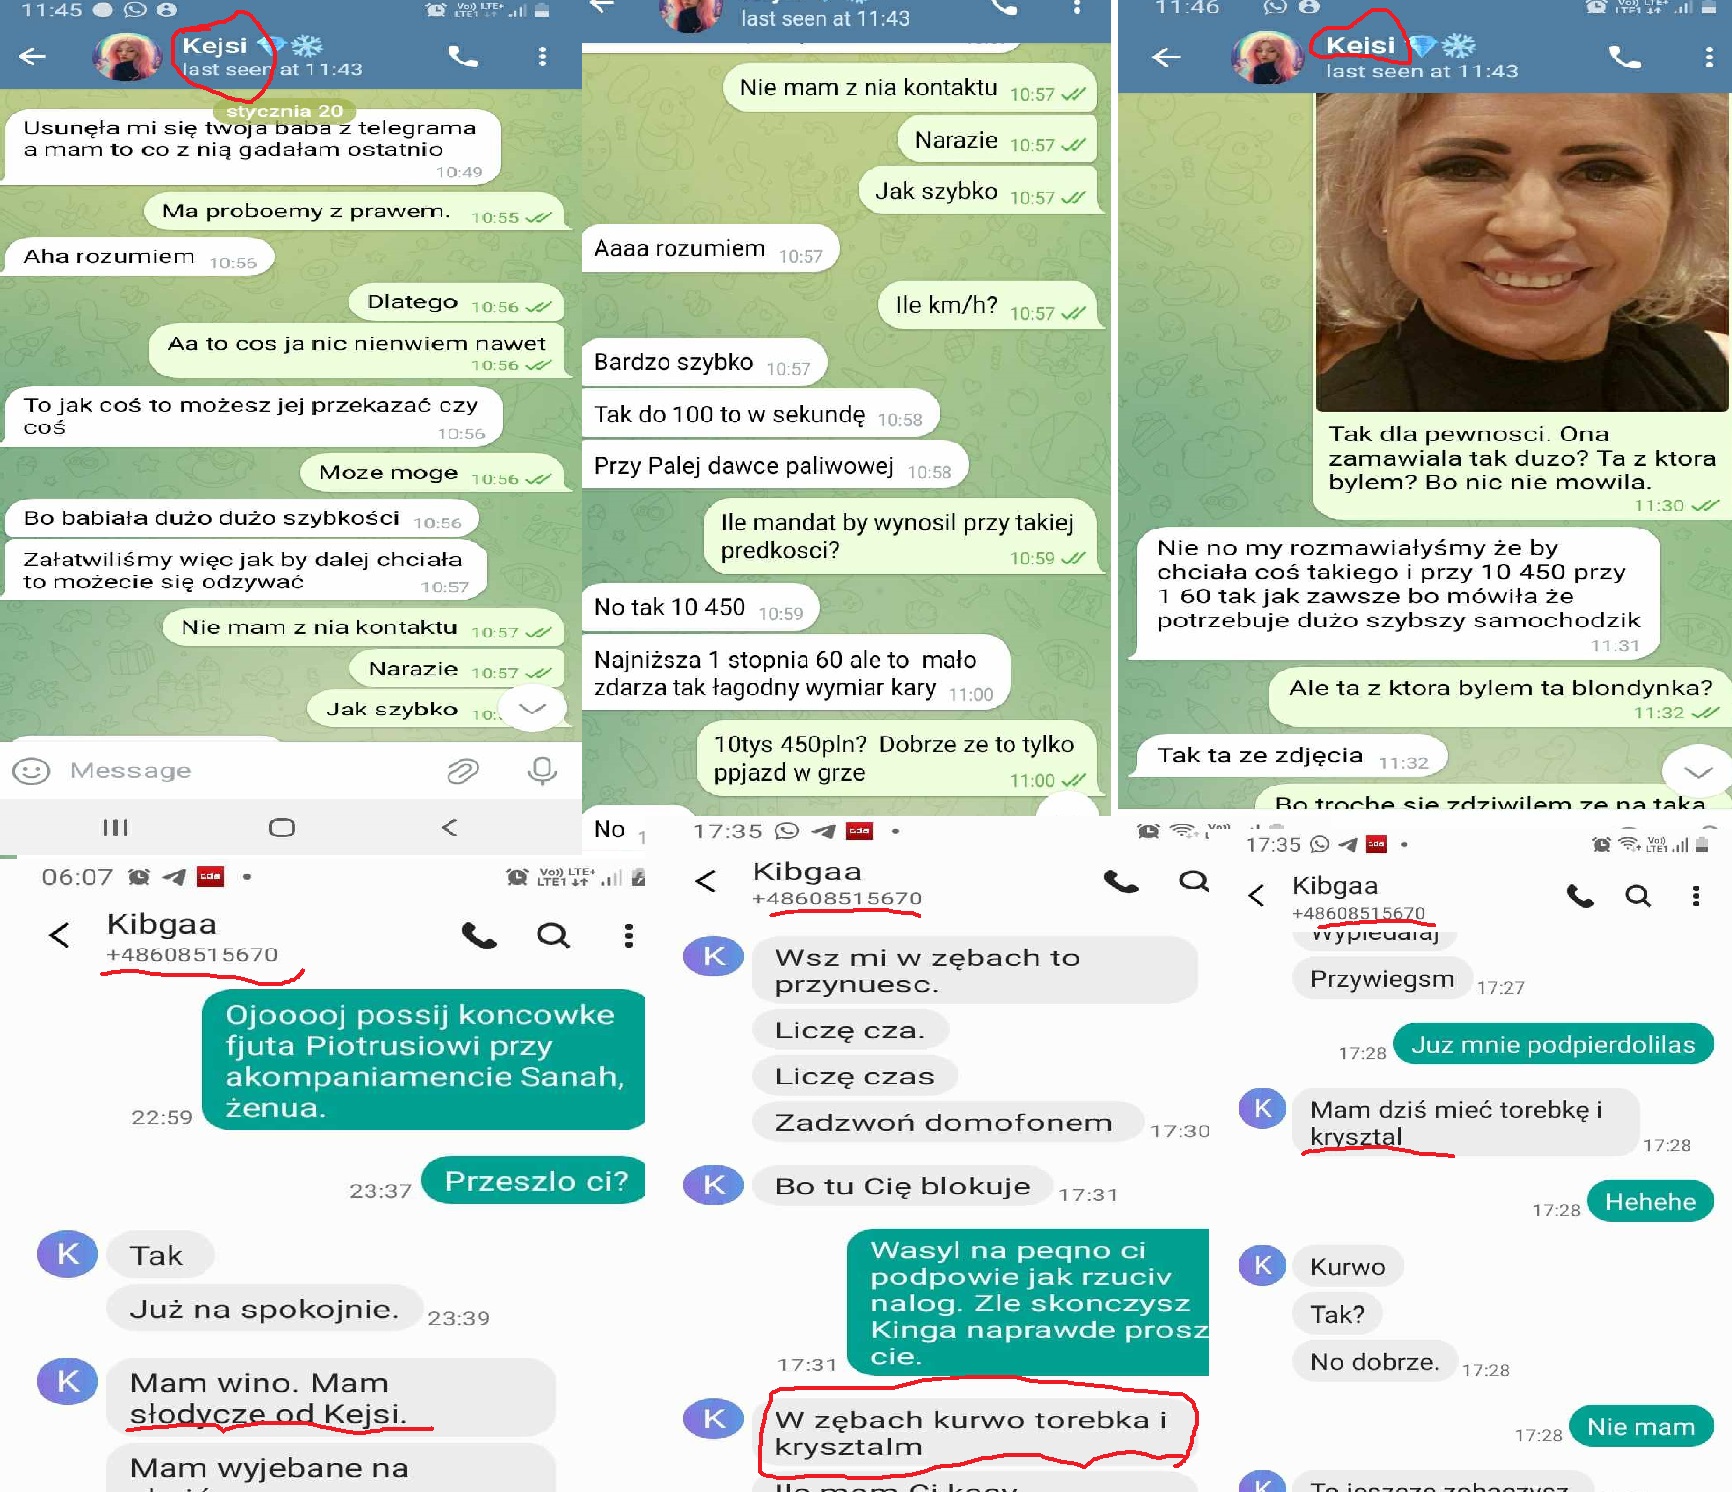 11:45
Kejsi
last seen at 11:43
stycznia 20
Usunęła mi się twoja baba z telegrama
a mam to co z nią gadałam ostatnio
10:49
Ma proboemy z prawem. 10:55
Aha rozumiem 10:56
Dlatego 10:56
Aa to cos ja nic nienwiem nawet
10:56
To jak coś to możesz jej przekazać czy
coś 10:56
Moze moge 10:56
Bo babiała dużo dużo szybkości 10:56
Załatwiliśmy więc jak by dalej chciała
to możecie się odzywać 10:57
Nie mam z nia kontaktu 10:57
Narazie 10:57
Jak szybko 10:
Message
last seen at 11:43
Nie mam z nia kontaktu 10:57
Narazie 10:57
Jak szybko 10:57
Aaaa rozumiem 10:57
Ile km/h? 10:57
Bardzo szybko 10:57
Tak do 100 to w sekundę 10:58
Przy Palej dawce paliwowej 10:58
Ile mandat by wynosil przy takiej
predkosci? 10:59
No tak 10 450 10:59
Najniższa 1 stopnia 60 ale to mało
zdarza tak łagodny wymiar kary 11:00
10tys 450pln? Dobrze ze to tylko
ppjazd w grze 11:00
No 1
11:46
Kejsi
last seen at 11:43
Tak dla pewnosci. Ona
zamawiala tak duzo? Ta z ktora
bylem? Bo nic nie mowila.
11:30
Nie no my rozmawiałyśmy że by
chciała coś takiego i przy 10 450 przy
1 60 tak jak zawsze bo mówiła że
potrzebuje dużo szybszy samochodzik
11:31
Ale ta z ktora bylem ta blondynka?
11:32
Tak ta ze zdjęcia 11:32
Bo troche sie zdziwilem ze na taka
06:07
Kibgaa
+48608515670
Ojooooj possij koncowke
fjuta Piotrusiowi przy
akompaniamencie Sanah,
żenua.
22:59
23:37 Przeszlo ci?
K Tak
Już na spokojnie. 23:39
K Mam wino. Mam
słodycze od Kejsi.
Mam wyjebane na
17:35
Kibgaa
+48608515670
K Wsz mi w zębach to
przynuesc.
Liczę cza.
Liczę czas
Zadzwoń domofonem 17:30
K Bo tu Cię blokuje 17:31
Wasyl na peqno ci
podpowie jak rzuciv
nalog. Zle skonczysz
Kinga naprawde prosz
cie.
17:31
K W zębach kurwo torebka i
krysztalm
17:35
Kibgaa
+48608515670
Wypiedalaj
Przywiegsm 17:27
17:28 Juz mnie podpierdolilas
K Mam dziś mieć torebkę i
krysztal 17:28
17:28 Hehehe
K Kurwo
Tak?
No dobrze. 17:28
17:28 Nie mam
K